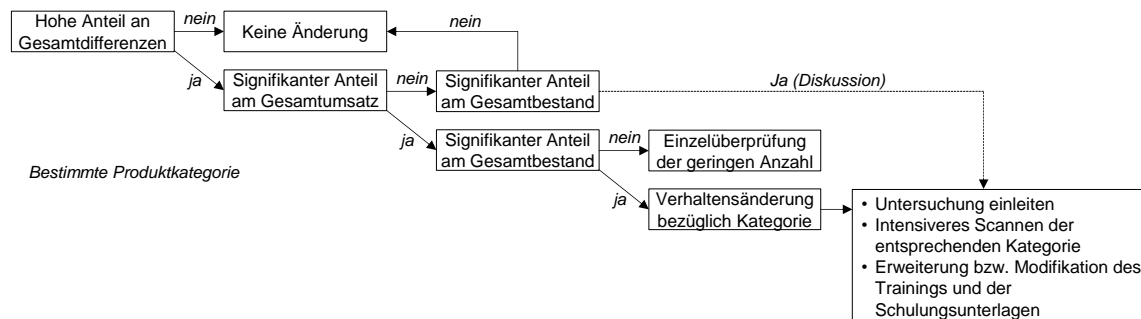 Hohe Anteil an
Gesamtdifferenzen
nein
Keine Änderung
nein
ja
Signifikanter Anteil
am Gesamtumsatz
nein
Signifikanter Anteil
am Gesamtbestand
Ja (Diskussion)
ja
Signifikanter Anteil
am Gesamtbestand
nein
Einzelüberprüfung
der geringen Anzahl
Bestimmte Produktkategorie
ja
Verhaltensänderung
bezüglich Kategorie
• Untersuchung einleiten
• Intensiveres Scannen der
entsprechenden Kategorie
• Erweiterung bzw. Modifikation des
Trainings und der
Schulungsunterlagen